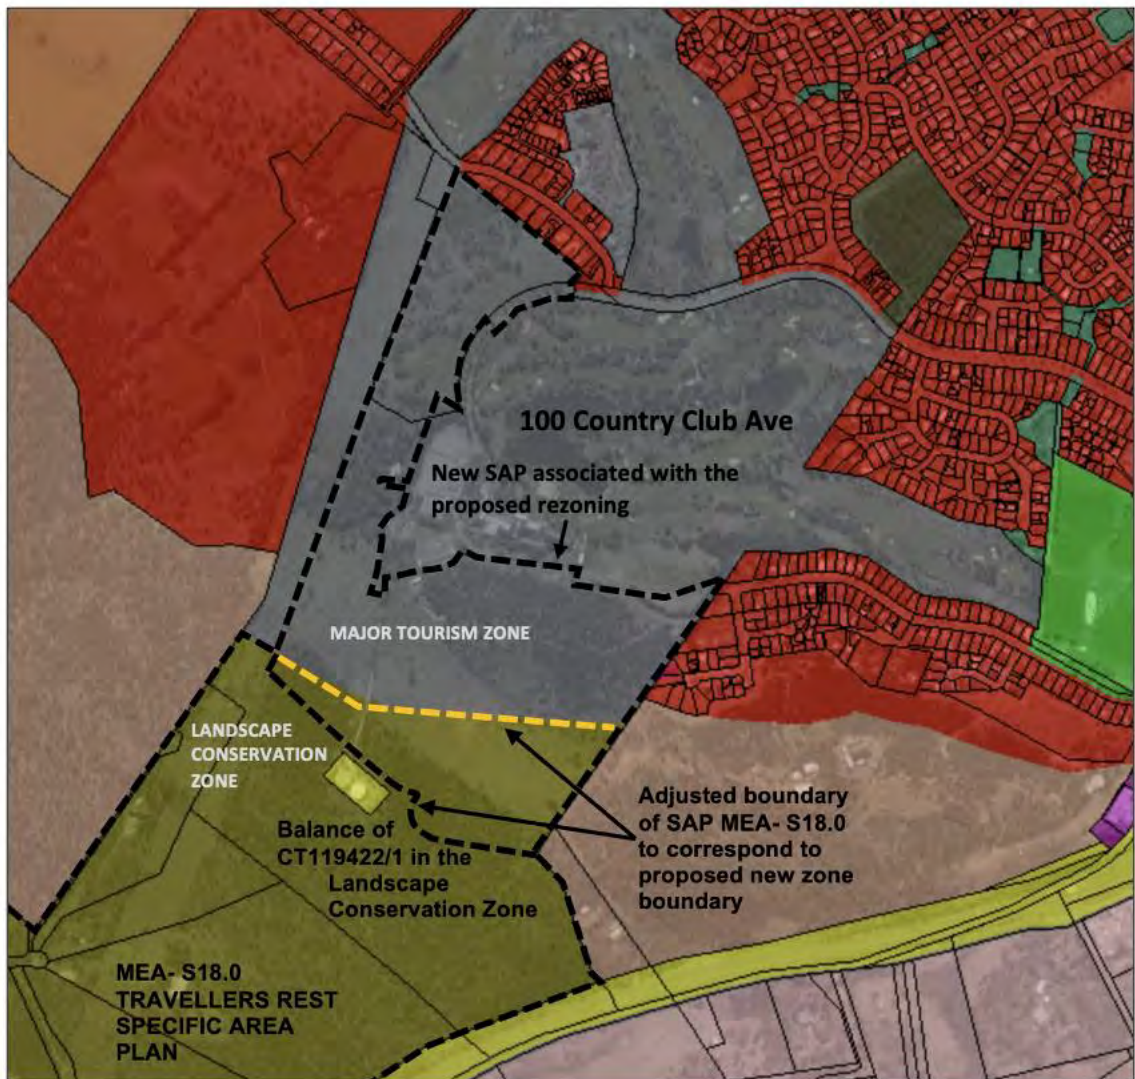 100 Country Club Ave
New SAP associated with the
proposed rezoning
MAJOR TOURISM ZONE
LANDSCAPE
CONSERVATION
ZONE
Adjusted boundary
of SAP MEA- S18.0
to correspond to
proposed new zone
boundary
Balance of
CT119422/1 in the
Landscape
Conservation Zone
MEA- S18.0
TRAVELLERS REST
SPECIFIC AREA
PLAN